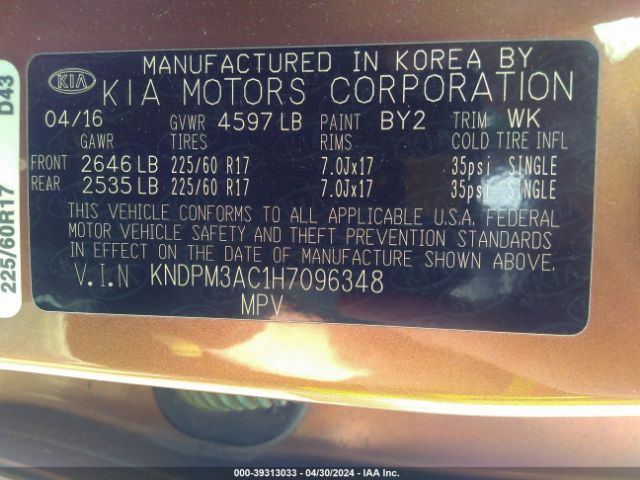 MANUFACTURED IN KOREA BY
KIA KIA MOTORS CORPORATION
04/16 GVWR 4597 LB PAINT BY2 TRIM WK
GAWR TIRES RIMS COLD TIRE INFL
FRONT 2646 LB 225/60 R17 7.0Jx17 35psi SINGLE
REAR 2535 LB 225/60 R17 7.0Jx17 35psi SINGLE
THIS VEHICLE CONFORMS TO ALL APPLICABLE U.S.A. FEDERAL
MOTOR VEHICLE SAFETY AND THEFT PREVENTION STANDARDS
IN EFFECT ON THE DATE OF MANUFACTURE SHOWN ABOVE.
V.I.N KNDPM3AC1H7096348
MPV
225/60R17 D43
000-39313033 - 04/30/2024 - IAA Inc.